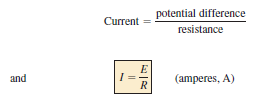 Current = potential difference / resistance
and I = E / R (amperes, A)